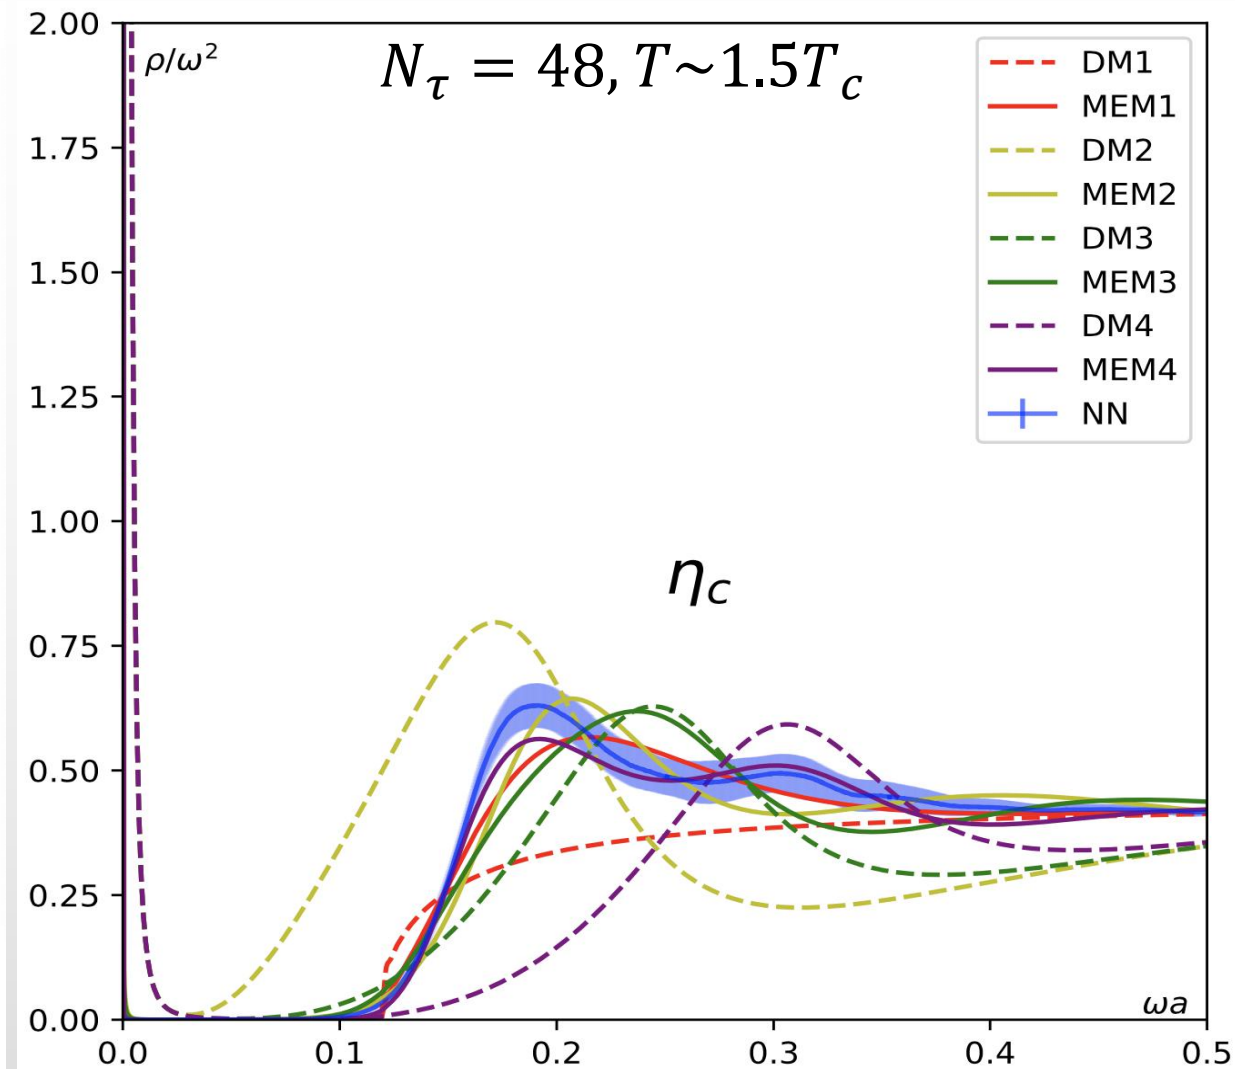 2.00
1.75
1.50
1.25
1.00
0.75
0.50
0.25
0.00
ρ/ω²
N_τ = 48, T~1.5T_c
DM1
MEM1
DM2
MEM2
DM3
MEM3
DM4
MEM4
NN
η_c
ωa
0.0 0.1 0.2 0.3 0.4 0.5